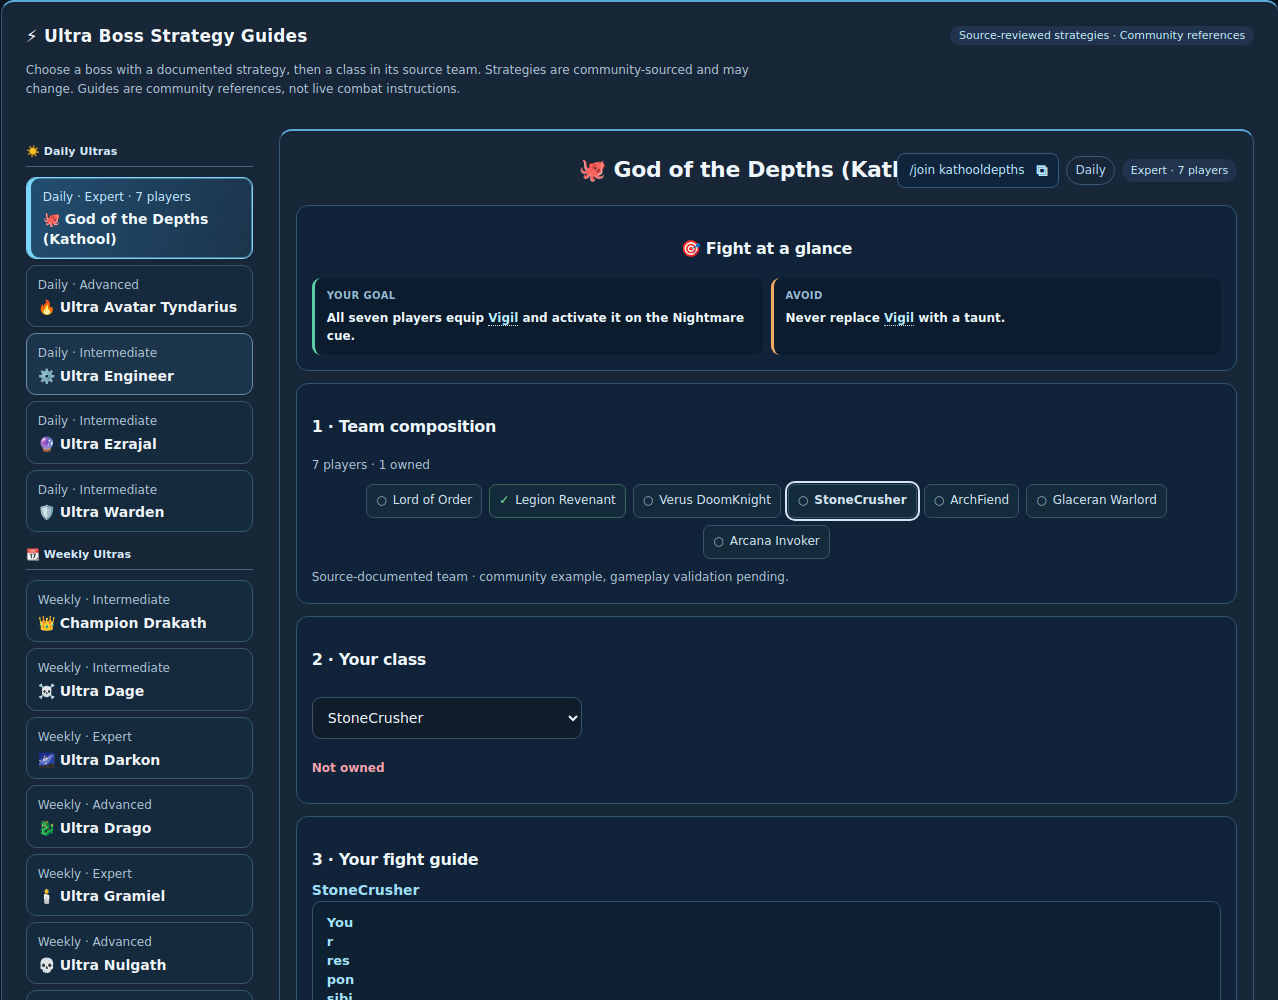 ⚡ Ultra Boss Strategy Guides
Source-reviewed strategies · Community references
Choose a boss with a documented strategy, then a class in its source team. Strategies are community-sourced and may
change. Guides are community references, not live combat instructions.
☀️ Daily Ultras
Daily · Expert · 7 players
🐙 God of the Depths
(Kathool)
Daily · Advanced
🔥 Ultra Avatar Tyndarius
Daily · Intermediate
⚙️ Ultra Engineer
Daily · Intermediate
🔮 Ultra Ezrajal
Daily · Intermediate
🛡️ Ultra Warden
📆 Weekly Ultras
Weekly · Intermediate
👑 Champion Drakath
Weekly · Intermediate
☠️ Ultra Dage
Weekly · Expert
🌌 Ultra Darkon
Weekly · Advanced
🐉 Ultra Drago
Weekly · Expert
🕯️ Ultra Gramiel
Weekly · Advanced
💀 Ultra Nulgath
🐙 God of the Depths (Kath
/join kathooldepths ⧉
Daily
Expert · 7 players
🎯 Fight at a glance
YOUR GOAL
All seven players equip Vigil and activate it on the Nightmare
cue.
AVOID
Never replace Vigil with a taunt.
1 · Team composition
7 players · 1 owned
○ Lord of Order
✓ Legion Revenant
○ Verus DoomKnight
○ StoneCrusher
○ ArchFiend
○ Glaceran Warlord
○ Arcana Invoker
Source-documented team · community example, gameplay validation pending.
2 · Your class
StoneCrusher
Not owned
3 · Your fight guide
StoneCrusher
You
r
res
pon
sibi